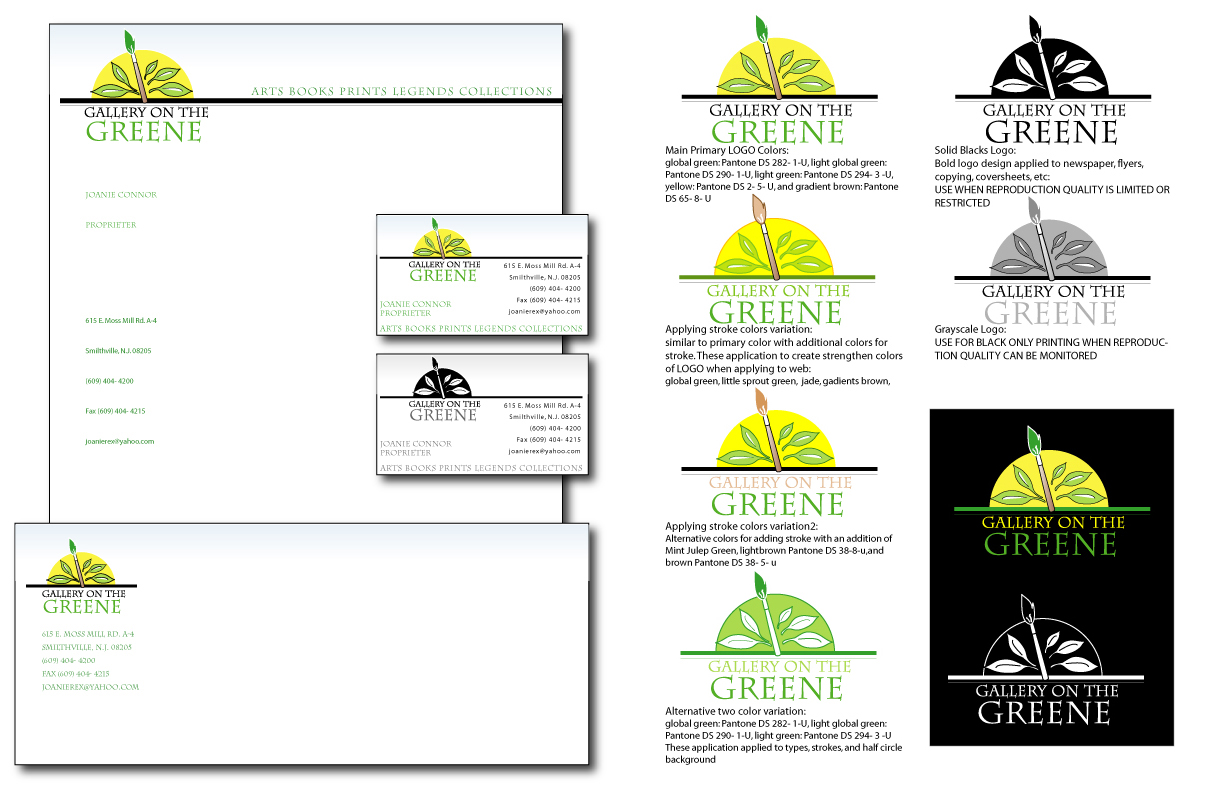 ARTS BOOKS PRINTS LEGENDS COLLECTIONS
GALLERY ON THE
GREENE
JOANIE CONNOR
PROPRIETER
615 E. Moss Mill Rd. A-4
Smilthville, N.J. 08205
(609) 404- 4200
Fax (609) 404- 4215
joanierex@yahoo.com
GALLERY ON THE
GREENE
615 E. Moss Mill Rd. A-4
Smilthville, N.J. 08205
(609) 404- 4200
Fax (609) 404- 4215
joanierex@yahoo.com
JOANIE CONNOR
PROPRIETER
ARTS BOOKS PRINTS LEGENDS COLLECTIONS
GALLERY ON THE
GREENE
615 E. Moss Mill Rd. A-4
Smilthville, N.J. 08205
(609) 404- 4200
Fax (609) 404- 4215
joanierex@yahoo.com
JOANIE CONNOR
PROPRIETER
ARTS BOOKS PRINTS LEGENDS COLLECTIONS
GALLERY ON THE
GREENE
615 E. MOSS MILL RD. A-4
SMILTHVILLE, N.J. 08205
(609) 404- 4200
FAX (609) 404- 4215
JOANIEREX@YAHOO.COM
GALLERY ON THE
GREENE
Main Primary LOGO Colors:
global green: Pantone DS 282- 1-U, light global green:
Pantone DS 290- 1-U, light green: Pantone DS 294- 3 -U,
yellow: Pantone DS 2- 5- U, and gradient brown: Pantone
DS 65- 8- U
GALLERY ON THE
GREENE
Applying stroke colors variation:
similar to primary color with additional colors for
stroke. These application to create strengthen colors
of LOGO when applying to web:
global green, little sprout green, jade, gadients brown,
GALLERY ON THE
GREENE
Applying stroke colors variation2:
Alternative colors for adding stroke with an addition of
Mint Julep Green, lightbrown Pantone DS 38-8-u,and
brown Pantone DS 38- 5- u
GALLERY ON THE
GREENE
Alternative two color variation:
global green: Pantone DS 282- 1-U, light global green:
Pantone DS 290- 1-U, light green: Pantone DS 294- 3 -U
These application applied to types, strokes, and half circle
background
GALLERY ON THE
GREENE
Solid Blacks Logo:
Bold logo design applied to newspaper, flyers,
copying, coversheets, etc:
USE WHEN REPRODUCTION QUALITY IS LIMITED OR
RESTRICTED
GALLERY ON THE
GREENE
Grayscale Logo:
USE FOR BLACK ONLY PRINTING WHEN REPRODUC-
TION QUALITY CAN BE MONITORED
GALLERY ON THE
GREENE
GALLERY ON THE
GREENE